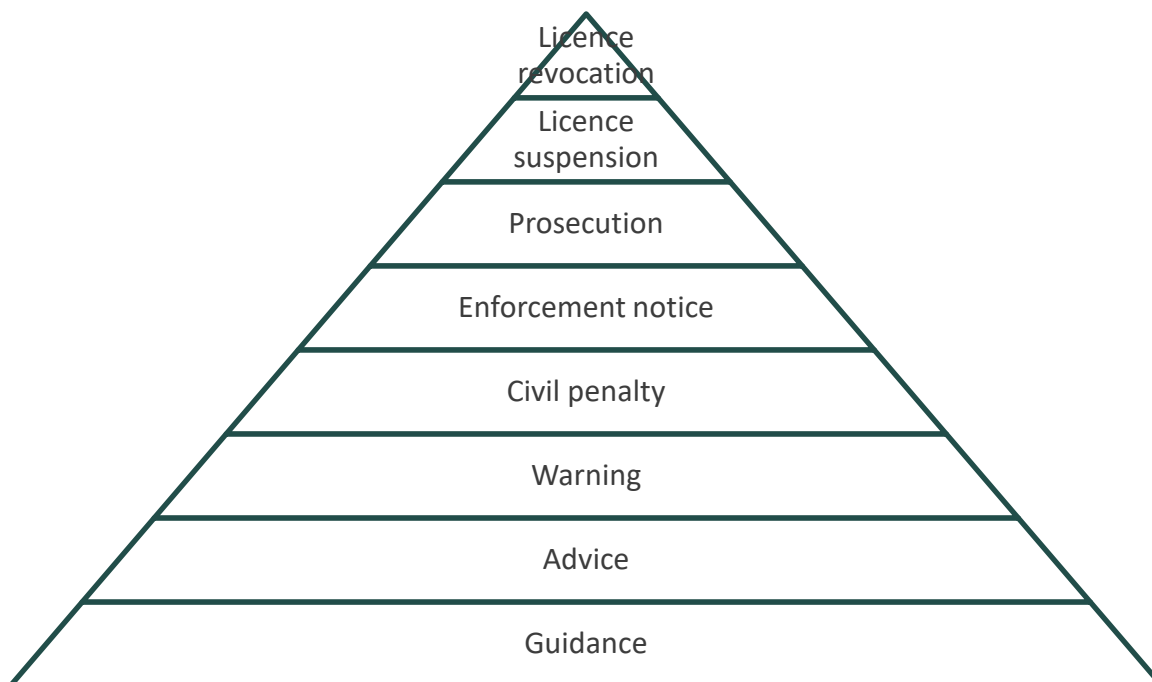 Licence
revocation
Licence
suspension
Prosecution
Enforcement notice
Civil penalty
Warning
Advice
Guidance